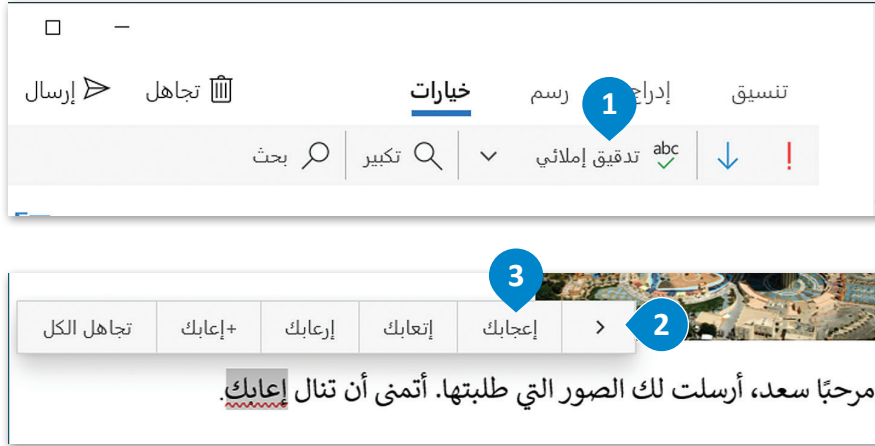 تنسيق إدراج رسم خيارات تجاهل إرسال
1
! abc تدقيق إملائي تكبير بحث
3
2
إعجابك إتعابك إرعابك +إعابك تجاهل الكل
مرحبًا سعد، أرسلت لك الصور التي طلبتها. أتمنى أن تنال إعابك.